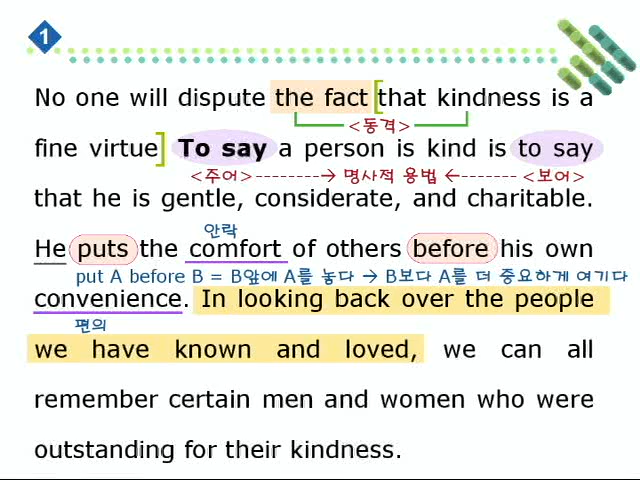 1
No one will dispute the fact [that kindness is a
<동격>
fine virtue] To say a person is kind is to say
<주어>--------→ 명사적 용법 ←------- <보어>
that he is gentle, considerate, and charitable.
안락
He puts the comfort of others before his own
put A before B = B앞에 A를 놓다 → B보다 A를 더 중요하게 여기다
convenience. In looking back over the people
편의
we have known and loved, we can all
remember certain men and women who were
outstanding for their kindness.